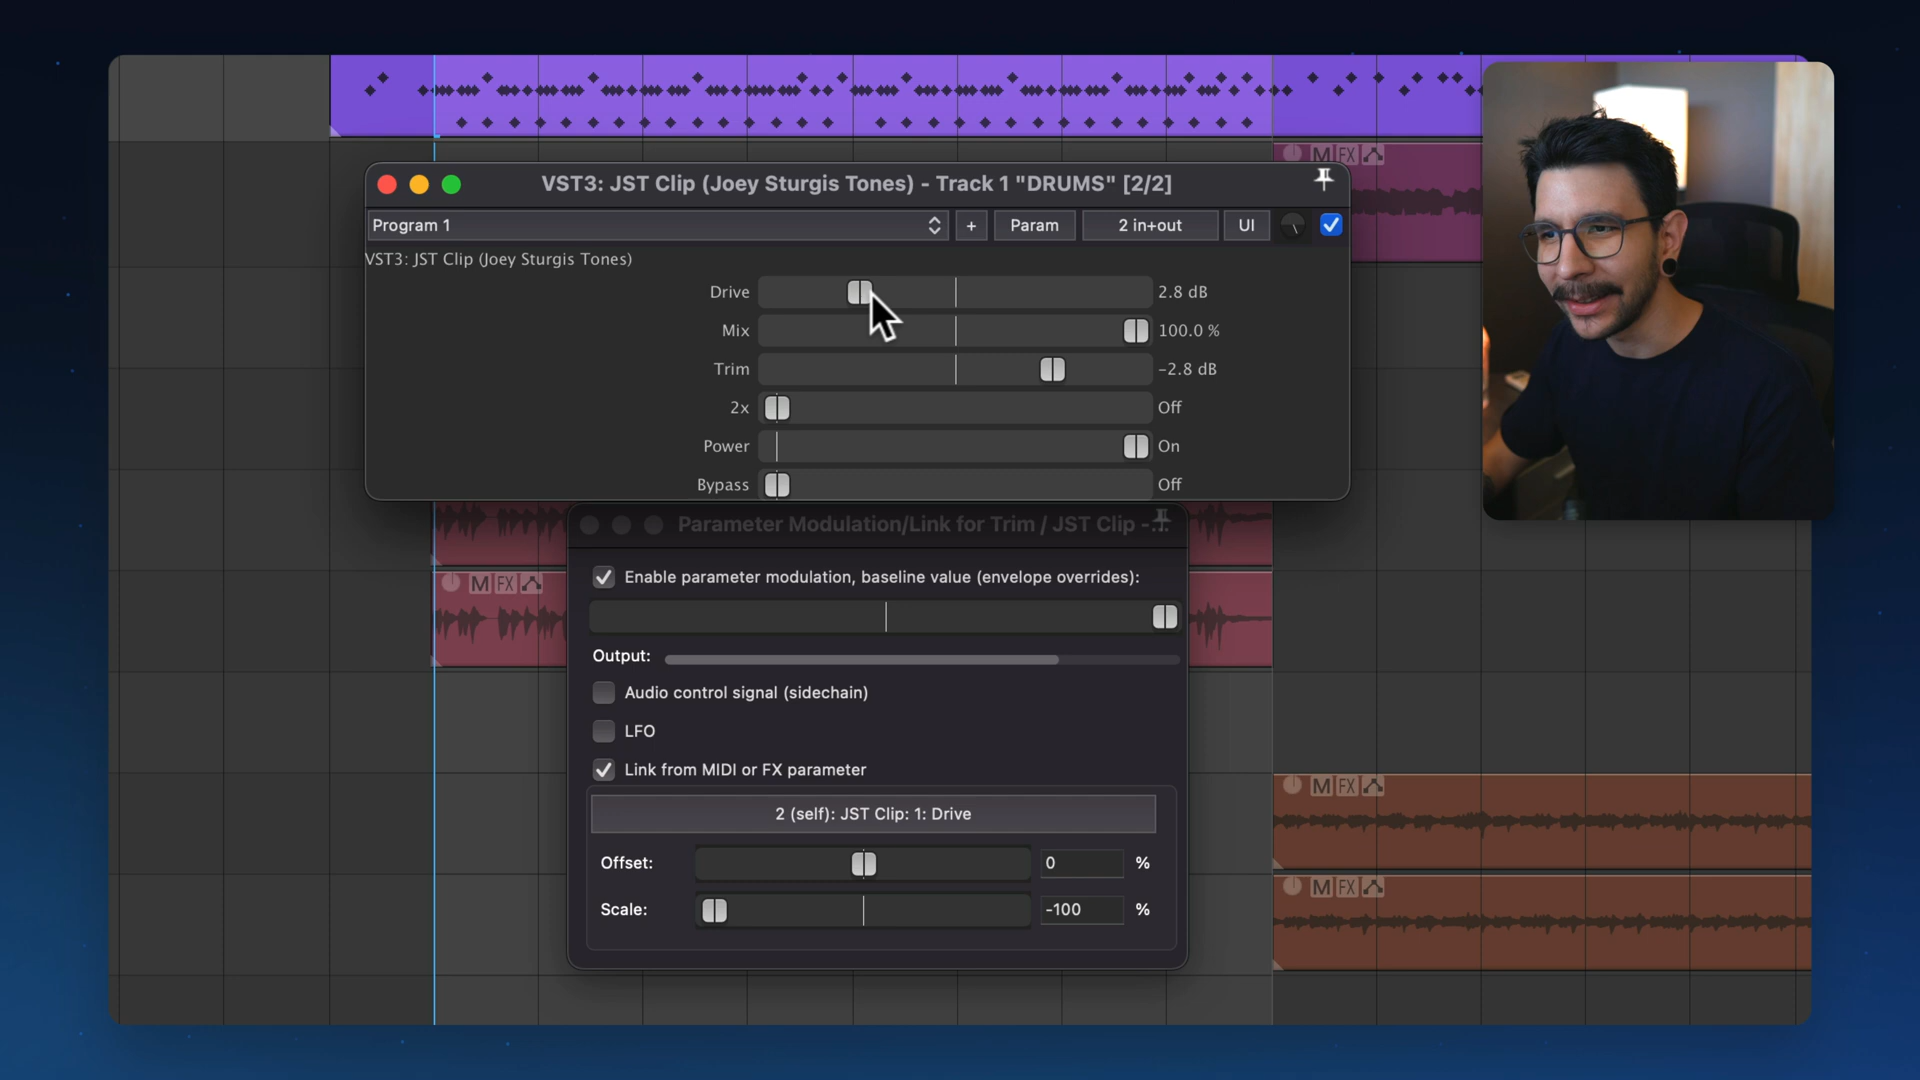 M FX
VST3: JST Clip (Joey Sturgis Tones) - Track 1 "DRUMS" [2/2]
Program 1
+
Param
2 in+out
UI
VST3: JST Clip (Joey Sturgis Tones)
Drive 2.8 dB
Mix 100.0 %
Trim -2.8 dB
2x Off
Power On
Bypass Off
Parameter Modulation/Link for Trim / JST Clip -...
Enable parameter modulation, baseline value (envelope overrides):
M FX
Output:
Audio control signal (sidechain)
LFO
Link from MIDI or FX parameter
2 (self): JST Clip: 1: Drive
M FX
Offset: 0 %
M FX
Scale: -100 %